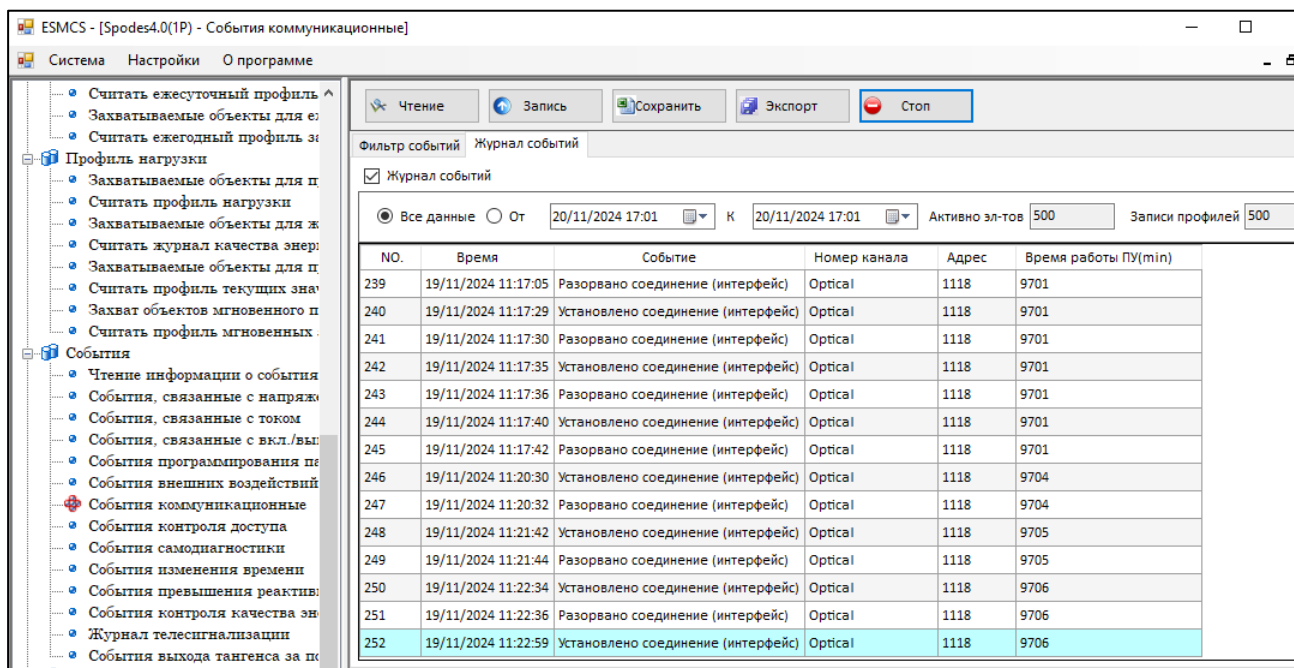 ESMCS - [Spodes4.0(1P) - События коммуникационные]
Система Настройки О программе
Считать ежесуточный профиль
Захватываемые объекты для
Считать ежегодный профиль
Профиль нагрузки
Захватываемые объекты для
Считать профиль нагрузки
Захватываемые объекты для ж
Считать журнал качества энер
Захватываемые объекты для
Считать профиль текущих знач
Захват объектов мгновенного п
Считать профиль мгновенных
События
Чтение информации о события
События, связанные с напряж
События, связанные с током
События, связанные с вкл./вы
События программирования па
События внешних воздействий
События коммуникационные
События контроля доступа
События самодиагностики
События изменения времени
События превышения реактив
События контроля качества эн
Журнал телесигнализации
События выхода тангенса за по
Чтение Запись Сохранить Экспорт Стоп
Фильтр событий Журнал событий
Журнал событий
Все данные От 20/11/2024 17:01 К 20/11/2024 17:01 Активно эл-тов 500 Записи профилей 500
NO. Время Событие Номер канала Адрес Время работы ПУ(min)
239 19/11/2024 11:17:05 Разорвано соединение (интерфейс) Optical 1118 9701
240 19/11/2024 11:17:29 Установлено соединение (интерфейс) Optical 1118 9701
241 19/11/2024 11:17:30 Разорвано соединение (интерфейс) Optical 1118 9701
242 19/11/2024 11:17:35 Установлено соединение (интерфейс) Optical 1118 9701
243 19/11/2024 11:17:36 Разорвано соединение (интерфейс) Optical 1118 9701
244 19/11/2024 11:17:40 Установлено соединение (интерфейс) Optical 1118 9701
245 19/11/2024 11:17:42 Разорвано соединение (интерфейс) Optical 1118 9701
246 19/11/2024 11:20:30 Установлено соединение (интерфейс) Optical 1118 9704
247 19/11/2024 11:20:32 Разорвано соединение (интерфейс) Optical 1118 9704
248 19/11/2024 11:21:42 Установлено соединение (интерфейс) Optical 1118 9705
249 19/11/2024 11:21:44 Разорвано соединение (интерфейс) Optical 1118 9705
250 19/11/2024 11:22:34 Установлено соединение (интерфейс) Optical 1118 9706
251 19/11/2024 11:22:36 Разорвано соединение (интерфейс) Optical 1118 9706
252 19/11/2024 11:22:59 Установлено соединение (интерфейс) Optical 1118 9706